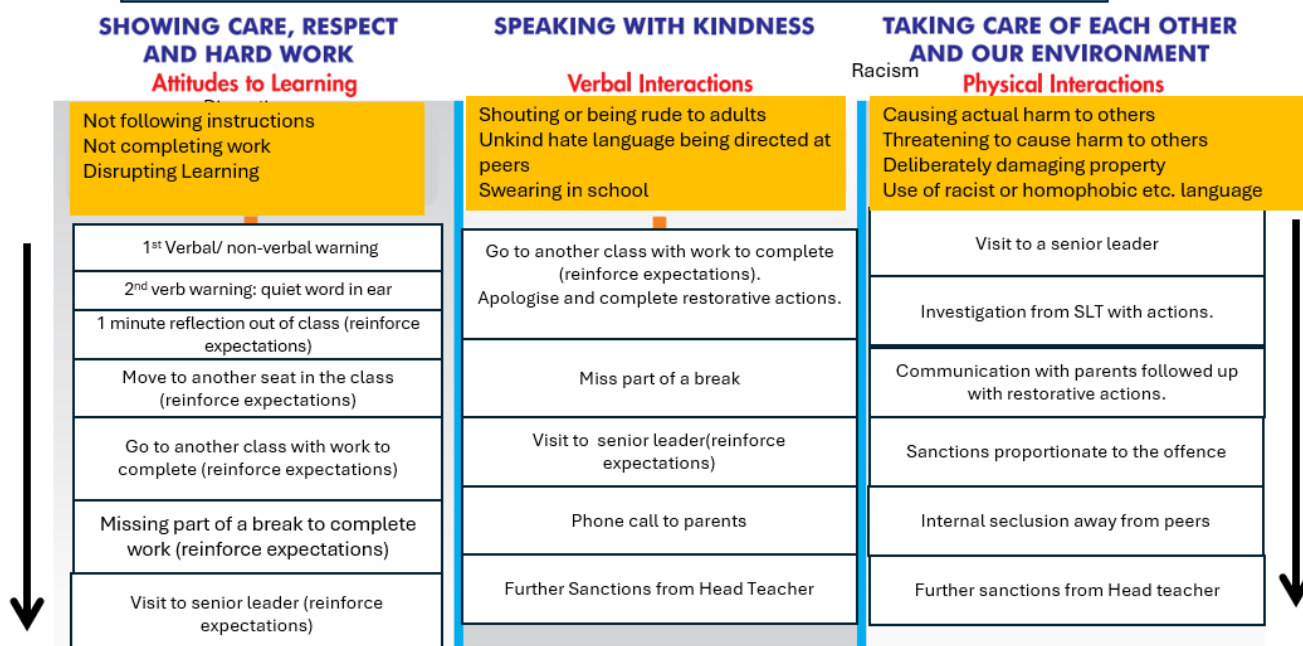 SHOWING CARE, RESPECT
AND HARD WORK
Attitudes to Learning
Not following instructions
Not completing work
Disrupting Learning
1st Verbal/ non-verbal warning
2nd verb warning: quiet word in ear
1 minute reflection out of class (reinforce
expectations)
Move to another seat in the class
(reinforce expectations)
Go to another class with work to
complete (reinforce expectations)
Missing part of a break to complete
work (reinforce expectations)
Visit to senior leader (reinforce
expectations)
SPEAKING WITH KINDNESS
Verbal Interactions
Shouting or being rude to adults
Unkind hate language being directed at
peers
Swearing in school
Go to another class with work to complete
(reinforce expectations).
Apologise and complete restorative actions.
Miss part of a break
Visit to senior leader(reinforce
expectations)
Phone call to parents
Further Sanctions from Head Teacher
TAKING CARE OF EACH OTHER
AND OUR ENVIRONMENT
Racism
Physical Interactions
Causing actual harm to others
Threatening to cause harm to others
Deliberately damaging property
Use of racist or homophobic etc. language
Visit to a senior leader
Investigation from SLT with actions.
Communication with parents followed up
with restorative actions.
Sanctions proportionate to the offence
Internal seclusion away from peers
Further sanctions from Head teacher